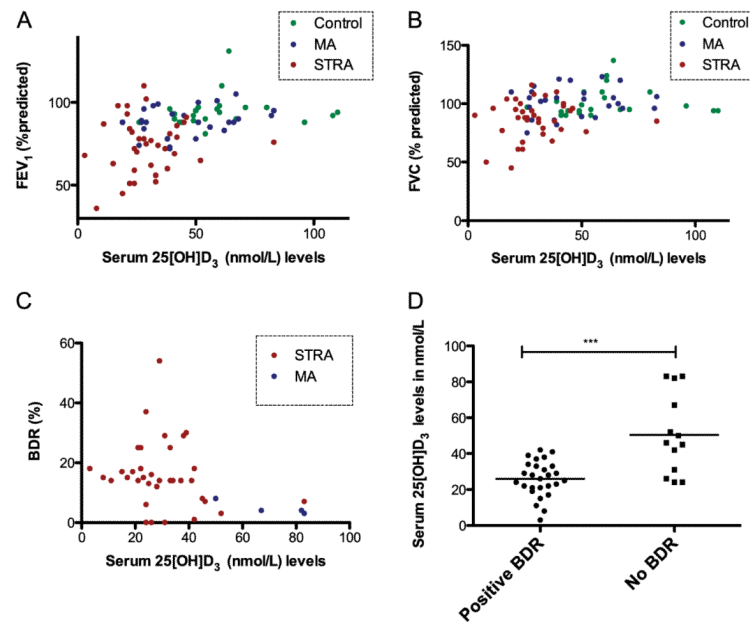 A
Control
MA
STRA
100
50
0
50
100
FEV1 (%predicted)
Serum 25[OH]D3 (nmol/L) levels
B
Control
MA
STRA
150
100
50
0
0
50
100
FVC (% predicted)
Serum 25[OH]D3 (nmol/L) levels
C
STRA
MA
60
40
20
0
0
20
40
60
80
100
BDR (%)
Serum 25[OH]D3 (nmol/L) levels
D
***
100
80
60
40
20
0
Serum 25[OH]D3 levels in nmol/L
Positive BDR
No BDR